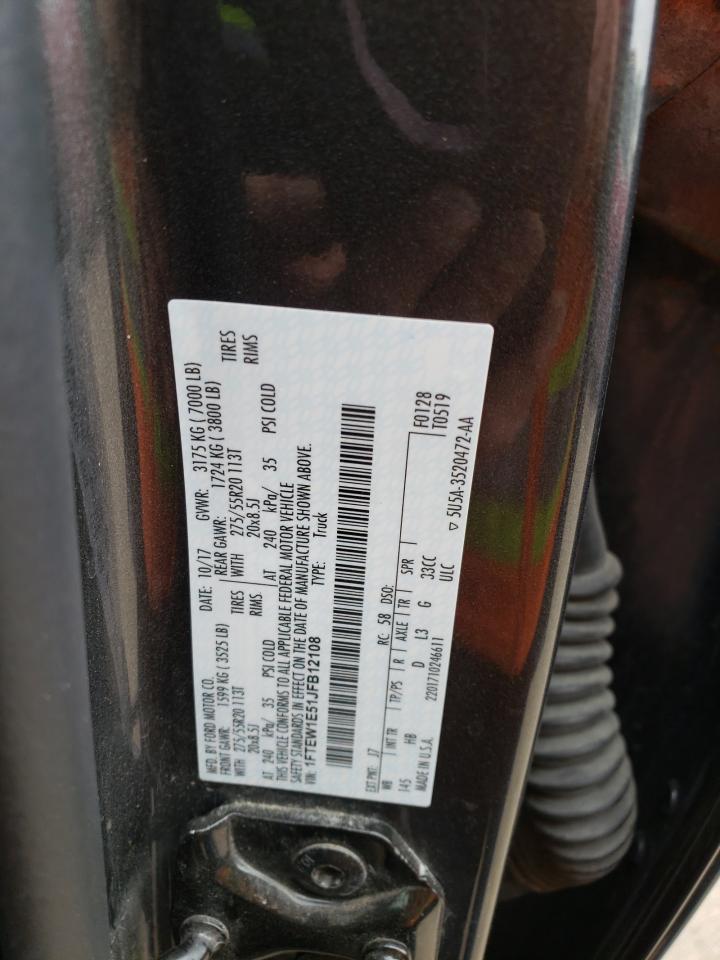 MFD. BY FORD MOTOR CO. DATE: 10/17 GVWR: 3175 KG ( 7000 LB)
FRONT GAWR: 1599 KG ( 3525 LB) REAR GAWR: 1724 KG ( 3800 LB)
WITH 275/55R20 113T TIRES WITH 275/55R20 113T TIRES
20x8.5J RIMS 20x8.5J RIMS
AT 240 kPa/ 35 PSI COLD AT 240 kPa/ 35 PSI COLD
THIS VEHICLE CONFORMS TO ALL APPLICABLE FEDERAL MOTOR VEHICLE
SAFETY STANDARDS IN EFFECT ON THE DATE OF MANUFACTURE SHOWN ABOVE.
VIN: 1FTEW1E51JFB12108 TYPE: Truck
EXT PNT: J7 RC: 58 DSO: F0128
WB INT TR TP/PS R AXLE TR SPR T0519
145 HB D L3 G 33CC
MADE IN U.S.A. 2201710246611 ULC ▽ 5U5A-3520472-AA